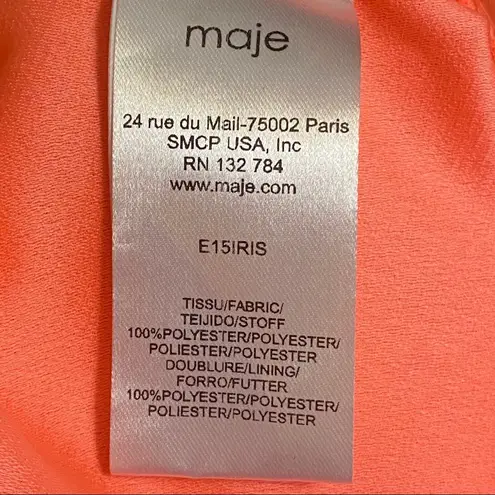 maje
24 rue du Mail-75002 Paris
SMCP USA, Inc
RN 132 784
www.maje.com
E15IRIS
TISSU/FABRIC/
TEJIDO/STOFF
100%POLYESTER/POLYESTER/
POLIESTER/POLYESTER
DOUBLURE/LINING/
FORRO/FUTTER
100%POLYESTER/POLYESTER/
POLIESTER/POLYESTER